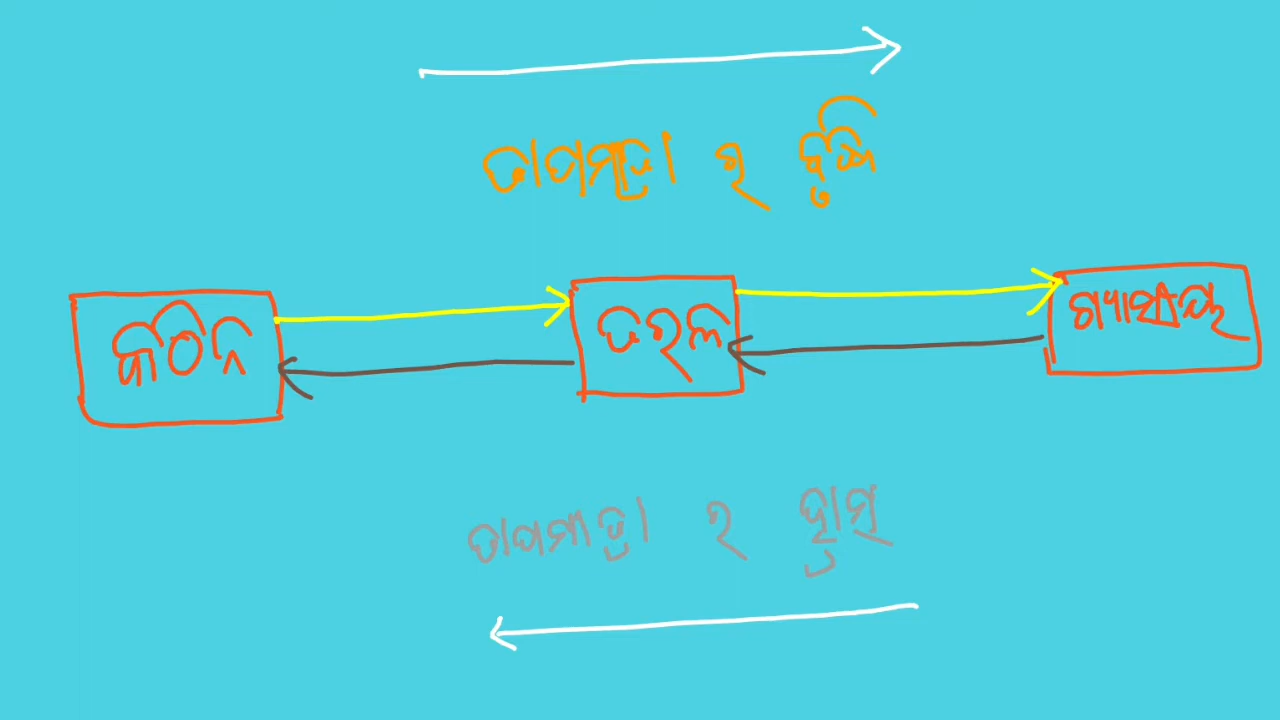 ତାପମାତ୍ରା ର ବୃଦ୍ଧି
କଠିନ ତରଳ ଗ୍ୟାସୀୟ
ତାପମାତ୍ରା ର ହ୍ରାସ